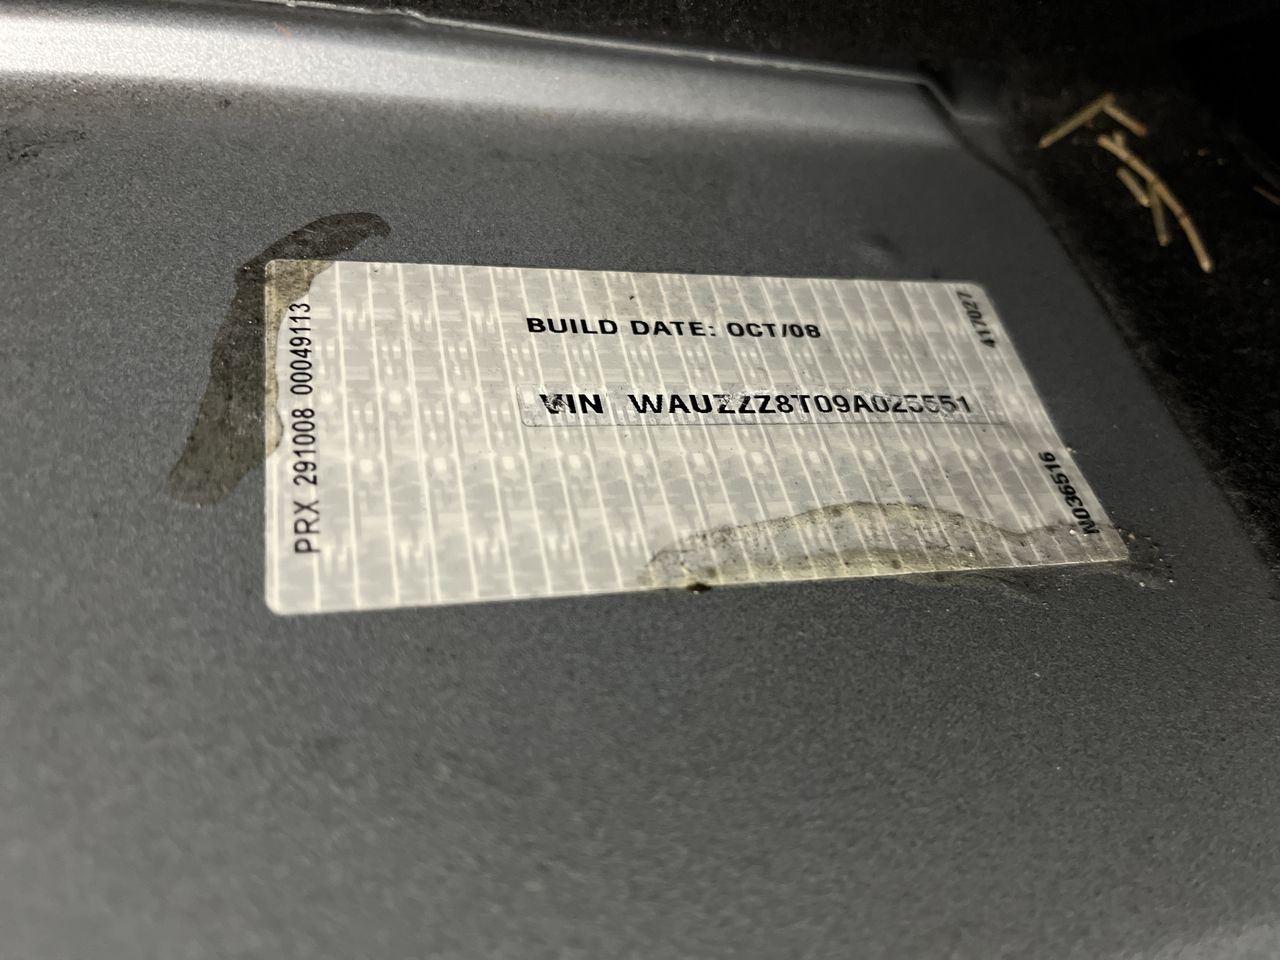 BUILD DATE: OCT/08
VIN WAUZZZ8T09A025551
PRX 291008 00049113
417027
N036516